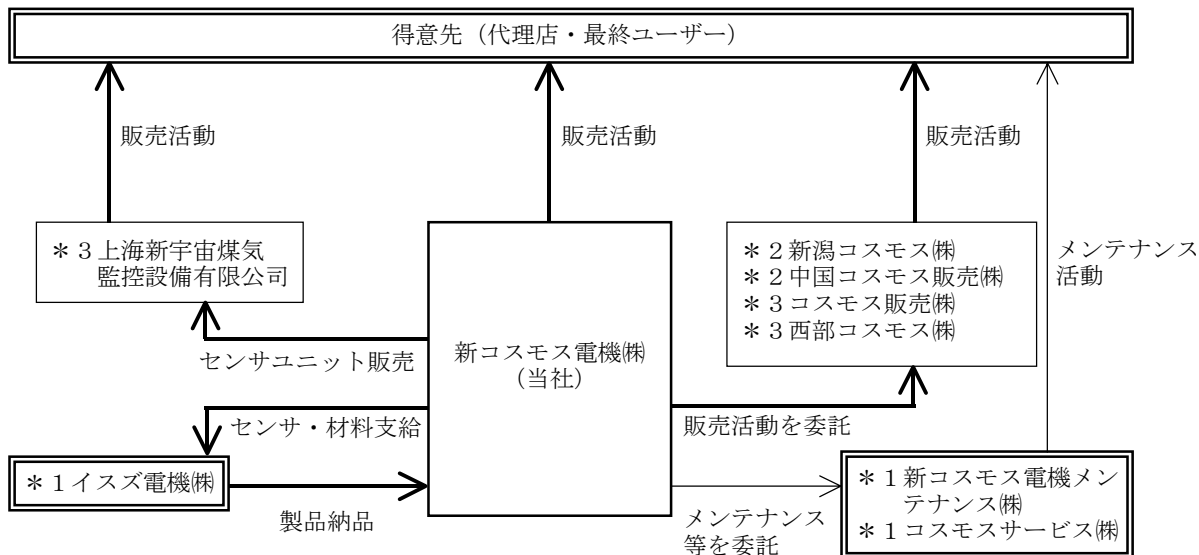 得意先（代理店・最終ユーザー）
販売活動
販売活動
販売活動
＊３上海新宇宙煤気
監控設備有限公司
＊２新潟コスモス㈱
＊２中国コスモス販売㈱
＊３コスモス販売㈱
＊３西部コスモス㈱
メンテナンス
活動
センサユニット販売
新コスモス電機㈱
（当社）
センサ・材料支給
販売活動を委託
＊１イスズ電機㈱
製品納品
メンテナンス
等を委託
＊１新コスモス電機メン
テナンス㈱
＊１コスモスサービス㈱